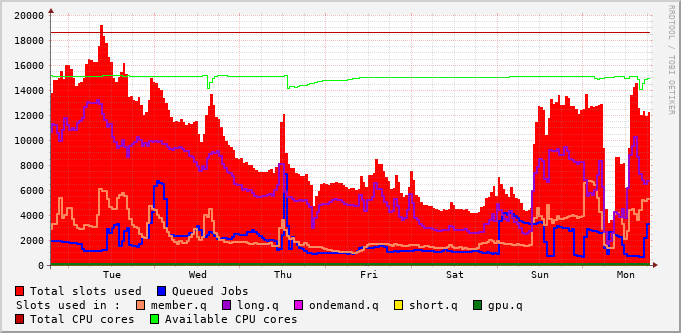 20000
18000
16000
14000
12000
10000
8000
6000
4000
2000
0
Tue Wed Thu Fri Sat Sun Mon
RRDTOOL / TOBI OETIKER
Total slots used Queued Jobs
Slots used in : member.q long.q ondemand.q short.q gpu.q
Total CPU cores Available CPU cores